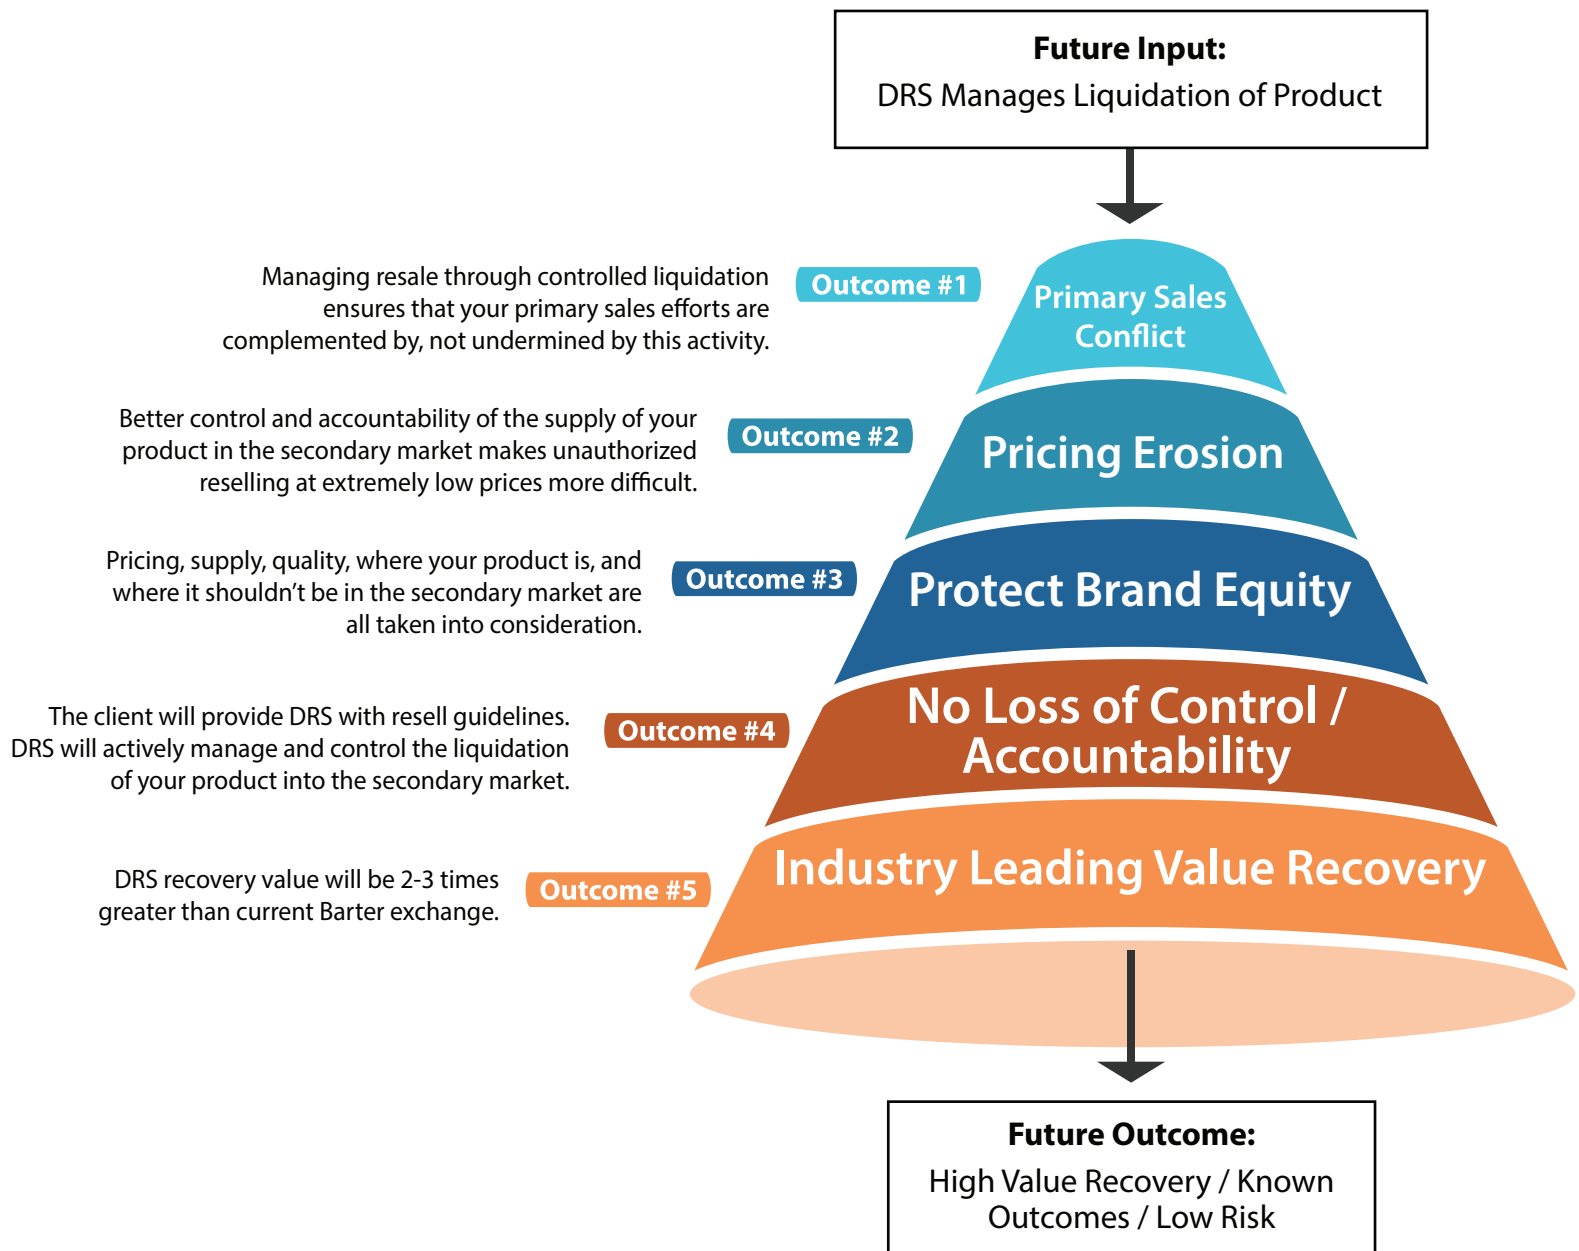 Future Input:
DRS Manages Liquidation of Product
Managing resale through controlled liquidation
ensures that your primary sales efforts are
complemented by, not undermined by this activity.
Outcome #1
Primary Sales
Conflict
Better control and accountability of the supply of your
product in the secondary market makes unauthorized
reselling at extremely low prices more difficult.
Outcome #2
Pricing Erosion
Pricing, supply, quality, where your product is, and
where it shouldn't be in the secondary market are
all taken into consideration.
Outcome #3
Protect Brand Equity
The client will provide DRS with resell guidelines.
DRS will actively manage and control the liquidation
of your product into the secondary market.
Outcome #4
No Loss of Control /
Accountability
DRS recovery value will be 2-3 times
greater than current Barter exchange.
Outcome #5
Industry Leading Value Recovery
Future Outcome:
High Value Recovery / Known
Outcomes / Low Risk